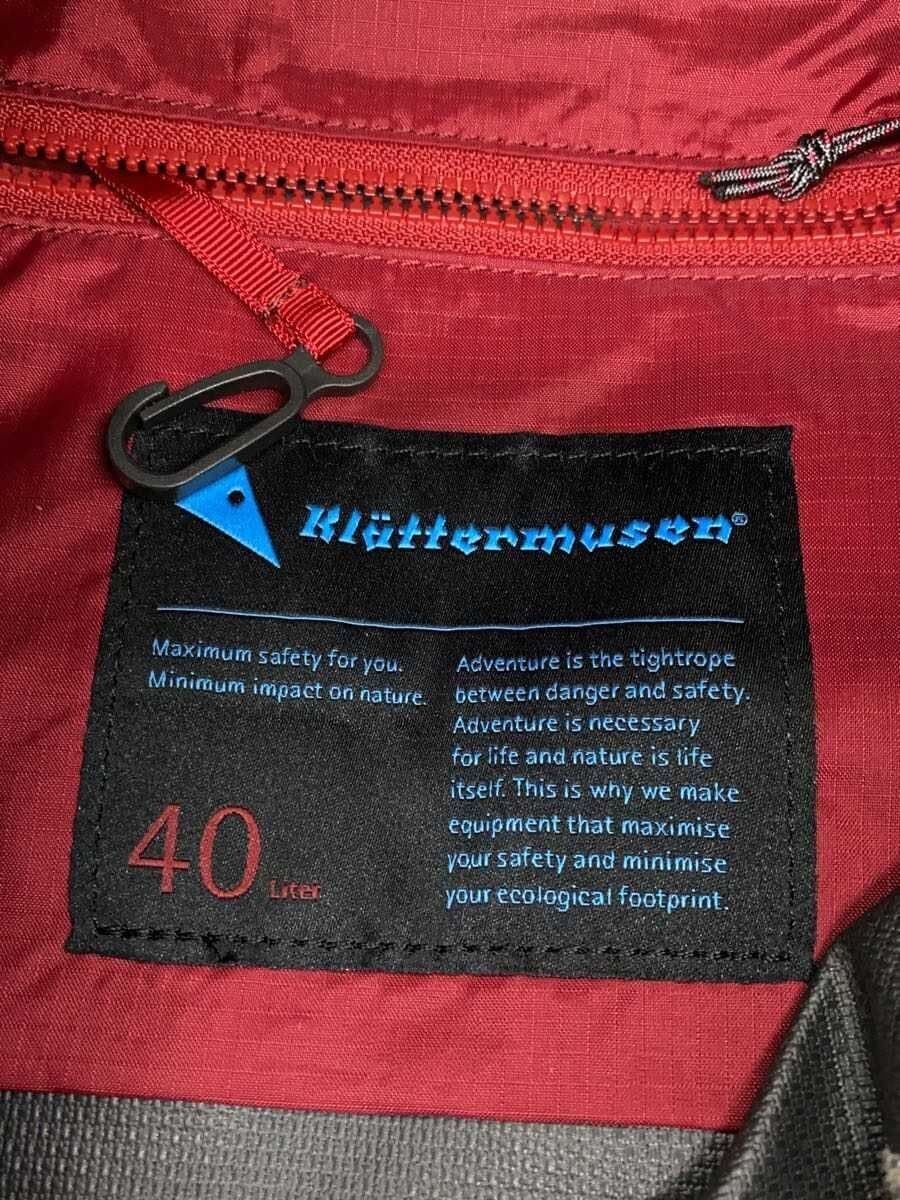 Klättermusen®
Maximum safety for you.
Minimum impact on nature.
Adventure is the tightrope
between danger and safety.
Adventure is necessary
for life and nature is life
itself. This is why we make
equipment that maximise
your safety and minimise
your ecological footprint.
40 Liter